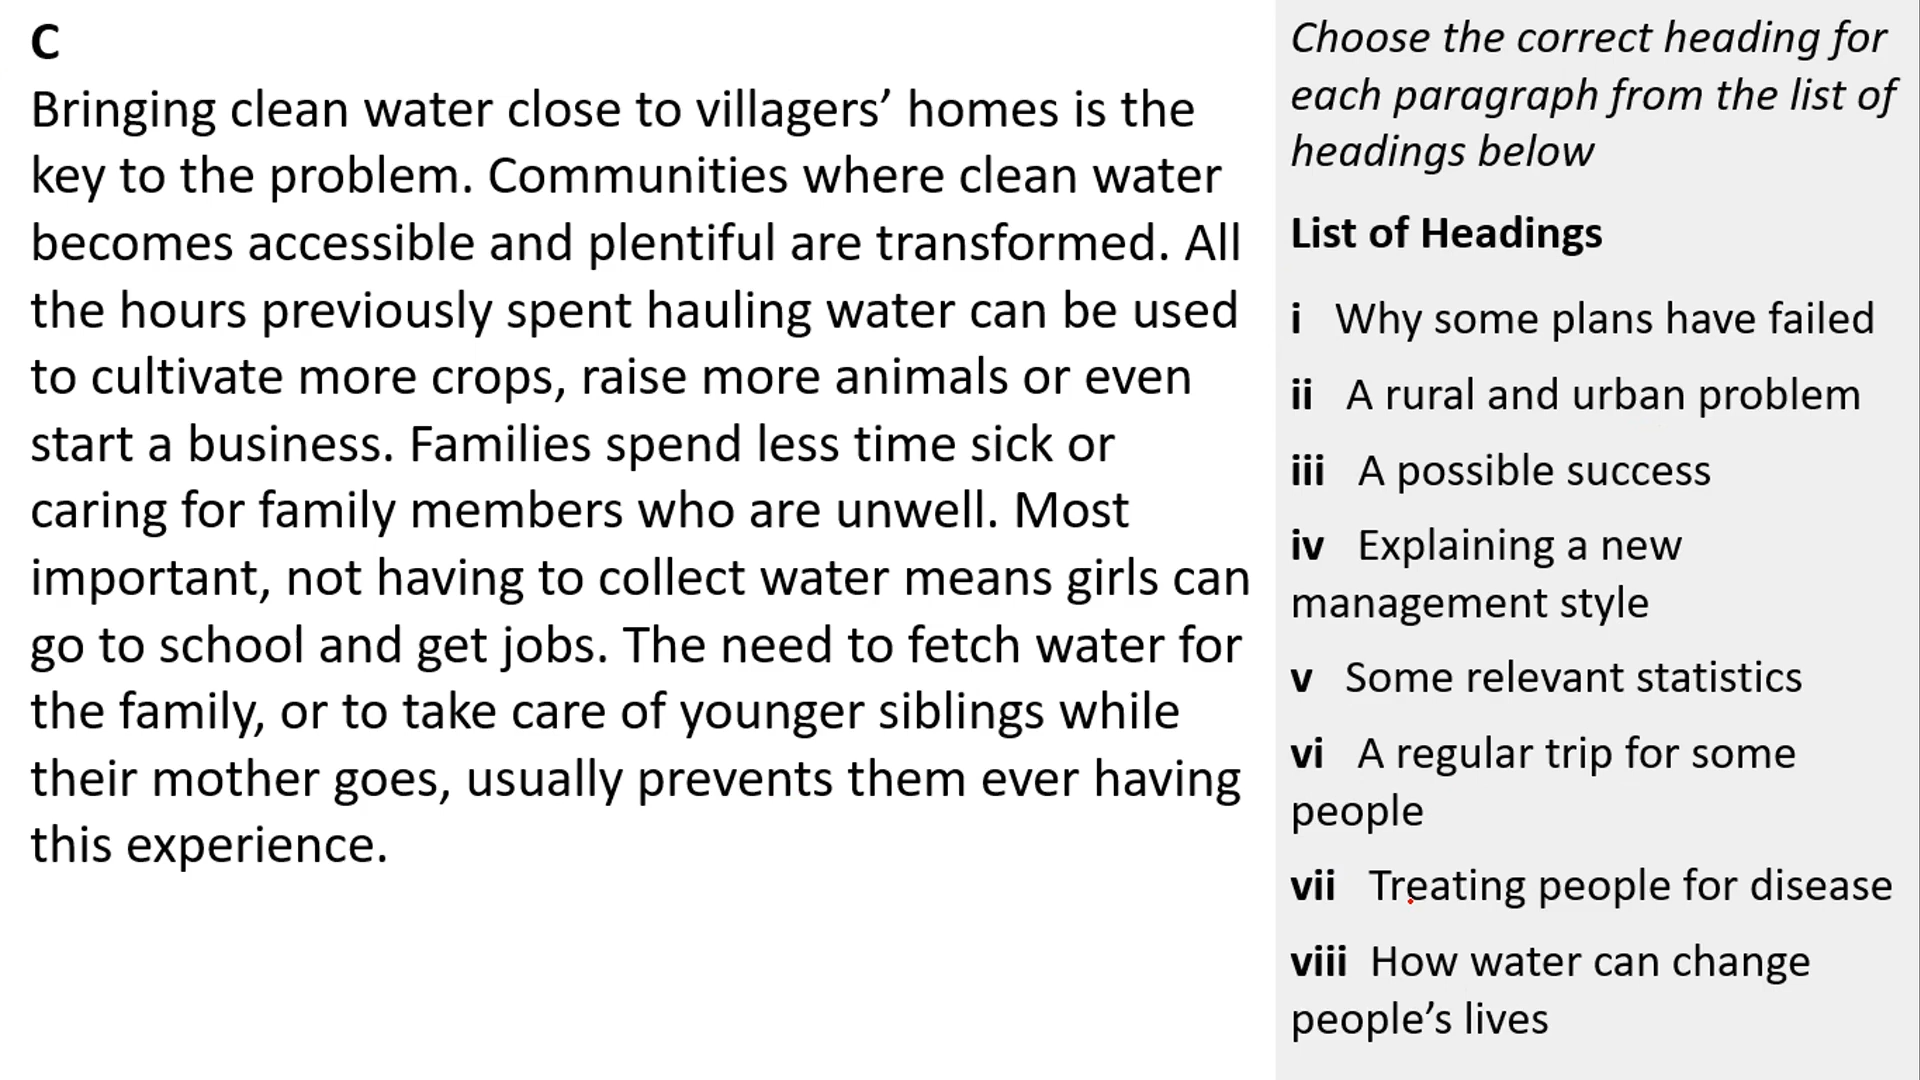 C
Bringing clean water close to villagers’ homes is the
key to the problem. Communities where clean water
becomes accessible and plentiful are transformed. All
the hours previously spent hauling water can be used
to cultivate more crops, raise more animals or even
start a business. Families spend less time sick or
caring for family members who are unwell. Most
important, not having to collect water means girls can
go to school and get jobs. The need to fetch water for
the family, or to take care of younger siblings while
their mother goes, usually prevents them ever having
this experience.
Choose the correct heading for
each paragraph from the list of
headings below
List of Headings
i Why some plans have failed
ii A rural and urban problem
iii A possible success
iv Explaining a new
management style
v Some relevant statistics
vi A regular trip for some
people
vii Treating people for disease
viii How water can change
people’s lives